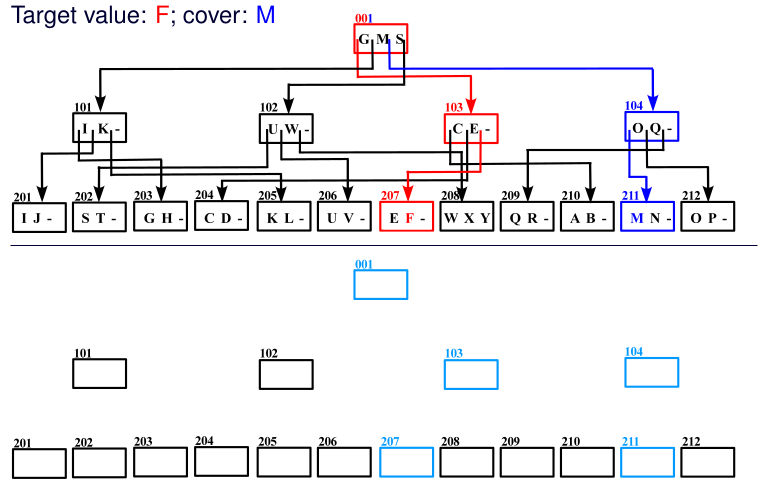 Target value: F; cover: M
001
G M S
101 102 103 104
I K - U W - C E - O Q -
201 202 203 204 205 206 207 208 209 210 211 212
I J - S T - G H - C D - K L - U V - E F - W X Y Q R - A B - M N - O P -
001
101 102 103 104
201 202 203 204 205 206 207 208 209 210 211 212